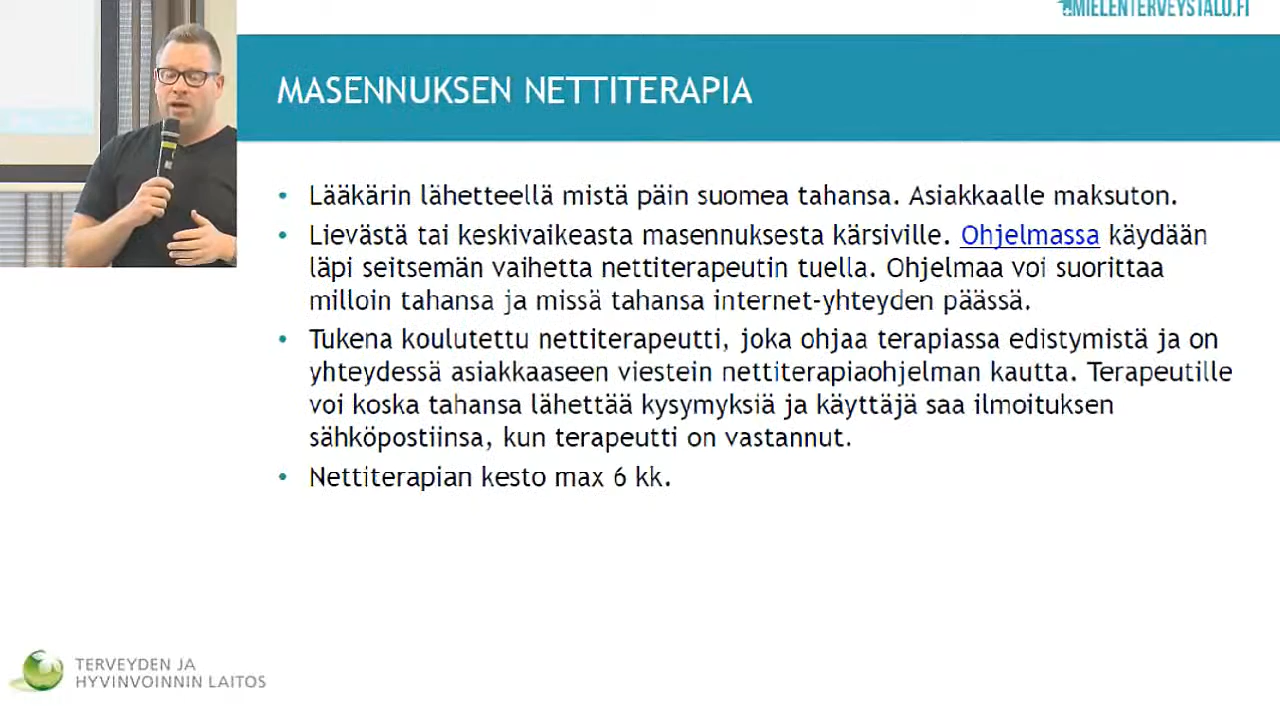 MIELENTERVEYSTALO.FI
MASENNUKSEN NETTITERAPIA
• Lääkärin lähetteellä mistä päin suomea tahansa. Asiakkaalle maksuton.
• Lievästä tai keskivaikeasta masennuksesta kärsiville. Ohjelmassa käydään
läpi seitsemän vaihetta nettiterapeutin tuella. Ohjelmaa voi suorittaa
milloin tahansa ja missä tahansa internet-yhteyden päässä.
• Tukena koulutettu nettiterapeutti, joka ohjaa terapiassa edistymistä ja on
yhteydessä asiakkaaseen viestein nettiterapiaohjelman kautta. Terapeutille
voi koska tahansa lähettää kysymyksiä ja käyttäjä saa ilmoituksen
sähköpostiinsa, kun terapeutti on vastannut.
• Nettiterapian kesto max 6 kk.
TERVEYDEN JA
HYVINVOINNIN LAITOS